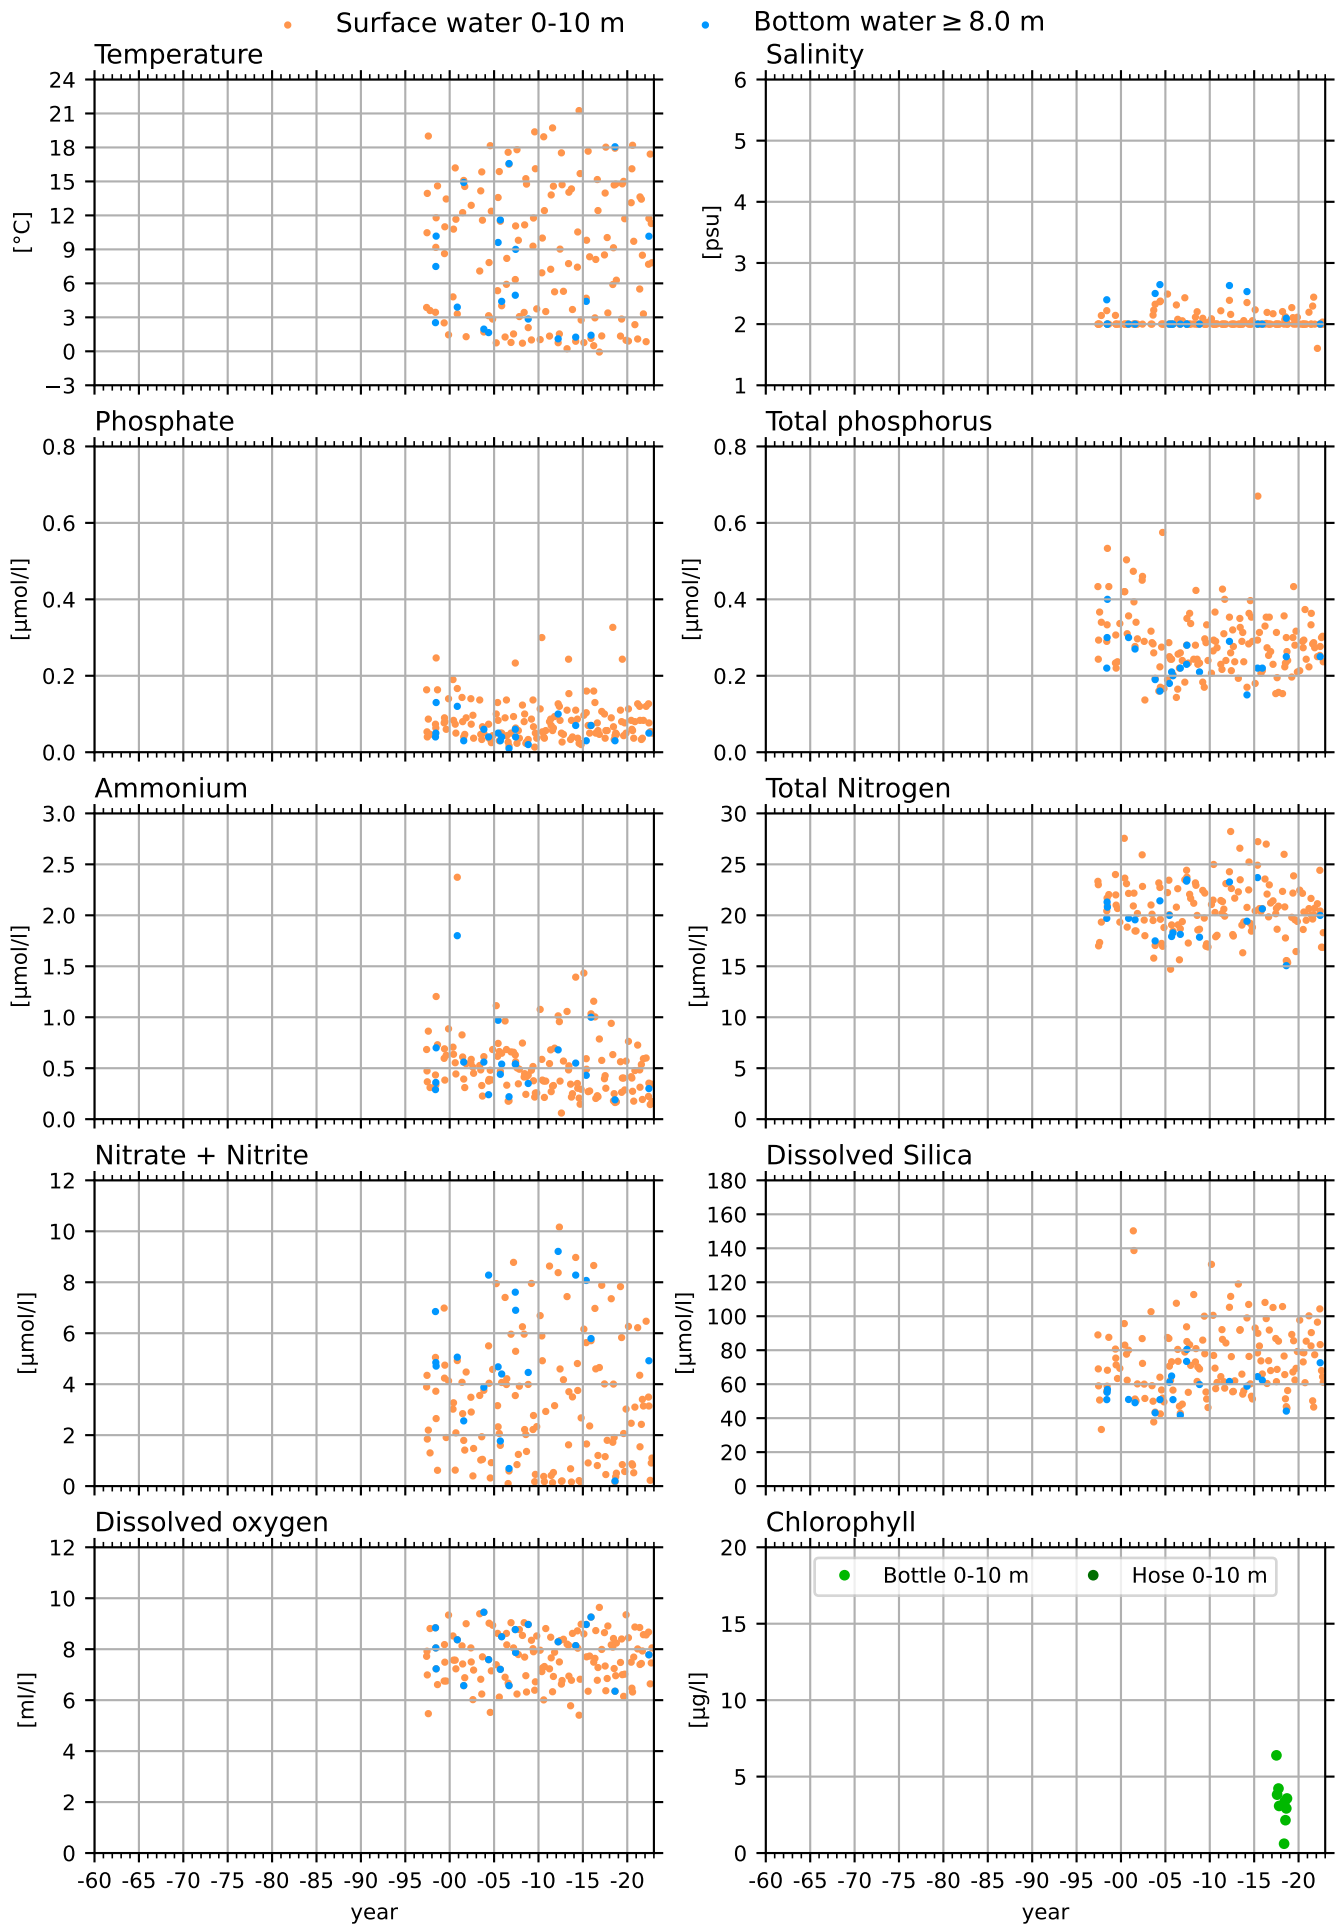 Surface water 0-10 m Bottom water ≥ 8.0 m
Temperature Salinity
24 21 18 15 12 9 6 3 0 −3
[°C]
6 5 4 3 2 1
[psu]
Phosphate Total phosphorus
0.8 0.6 0.4 0.2 0.0
[μmol/l]
0.8 0.6 0.4 0.2 0.0
[μmol/l]
Ammonium Total Nitrogen
3.0 2.5 2.0 1.5 1.0 0.5 0.0
[μmol/l]
30 25 20 15 10 5 0
[μmol/l]
Nitrate + Nitrite Dissolved Silica
12 10 8 6 4 2 0
[μmol/l]
180 160 140 120 100 80 60 40 20 0
[μmol/l]
Dissolved oxygen Chlorophyll
12 10 8 6 4 2 0
[ml/l]
20 15 10 5 0
[μg/l]
Bottle 0-10 m Hose 0-10 m
-60 -65 -70 -75 -80 -85 -90 -95 -00 -05 -10 -15 -20
year
-60 -65 -70 -75 -80 -85 -90 -95 -00 -05 -10 -15 -20
year